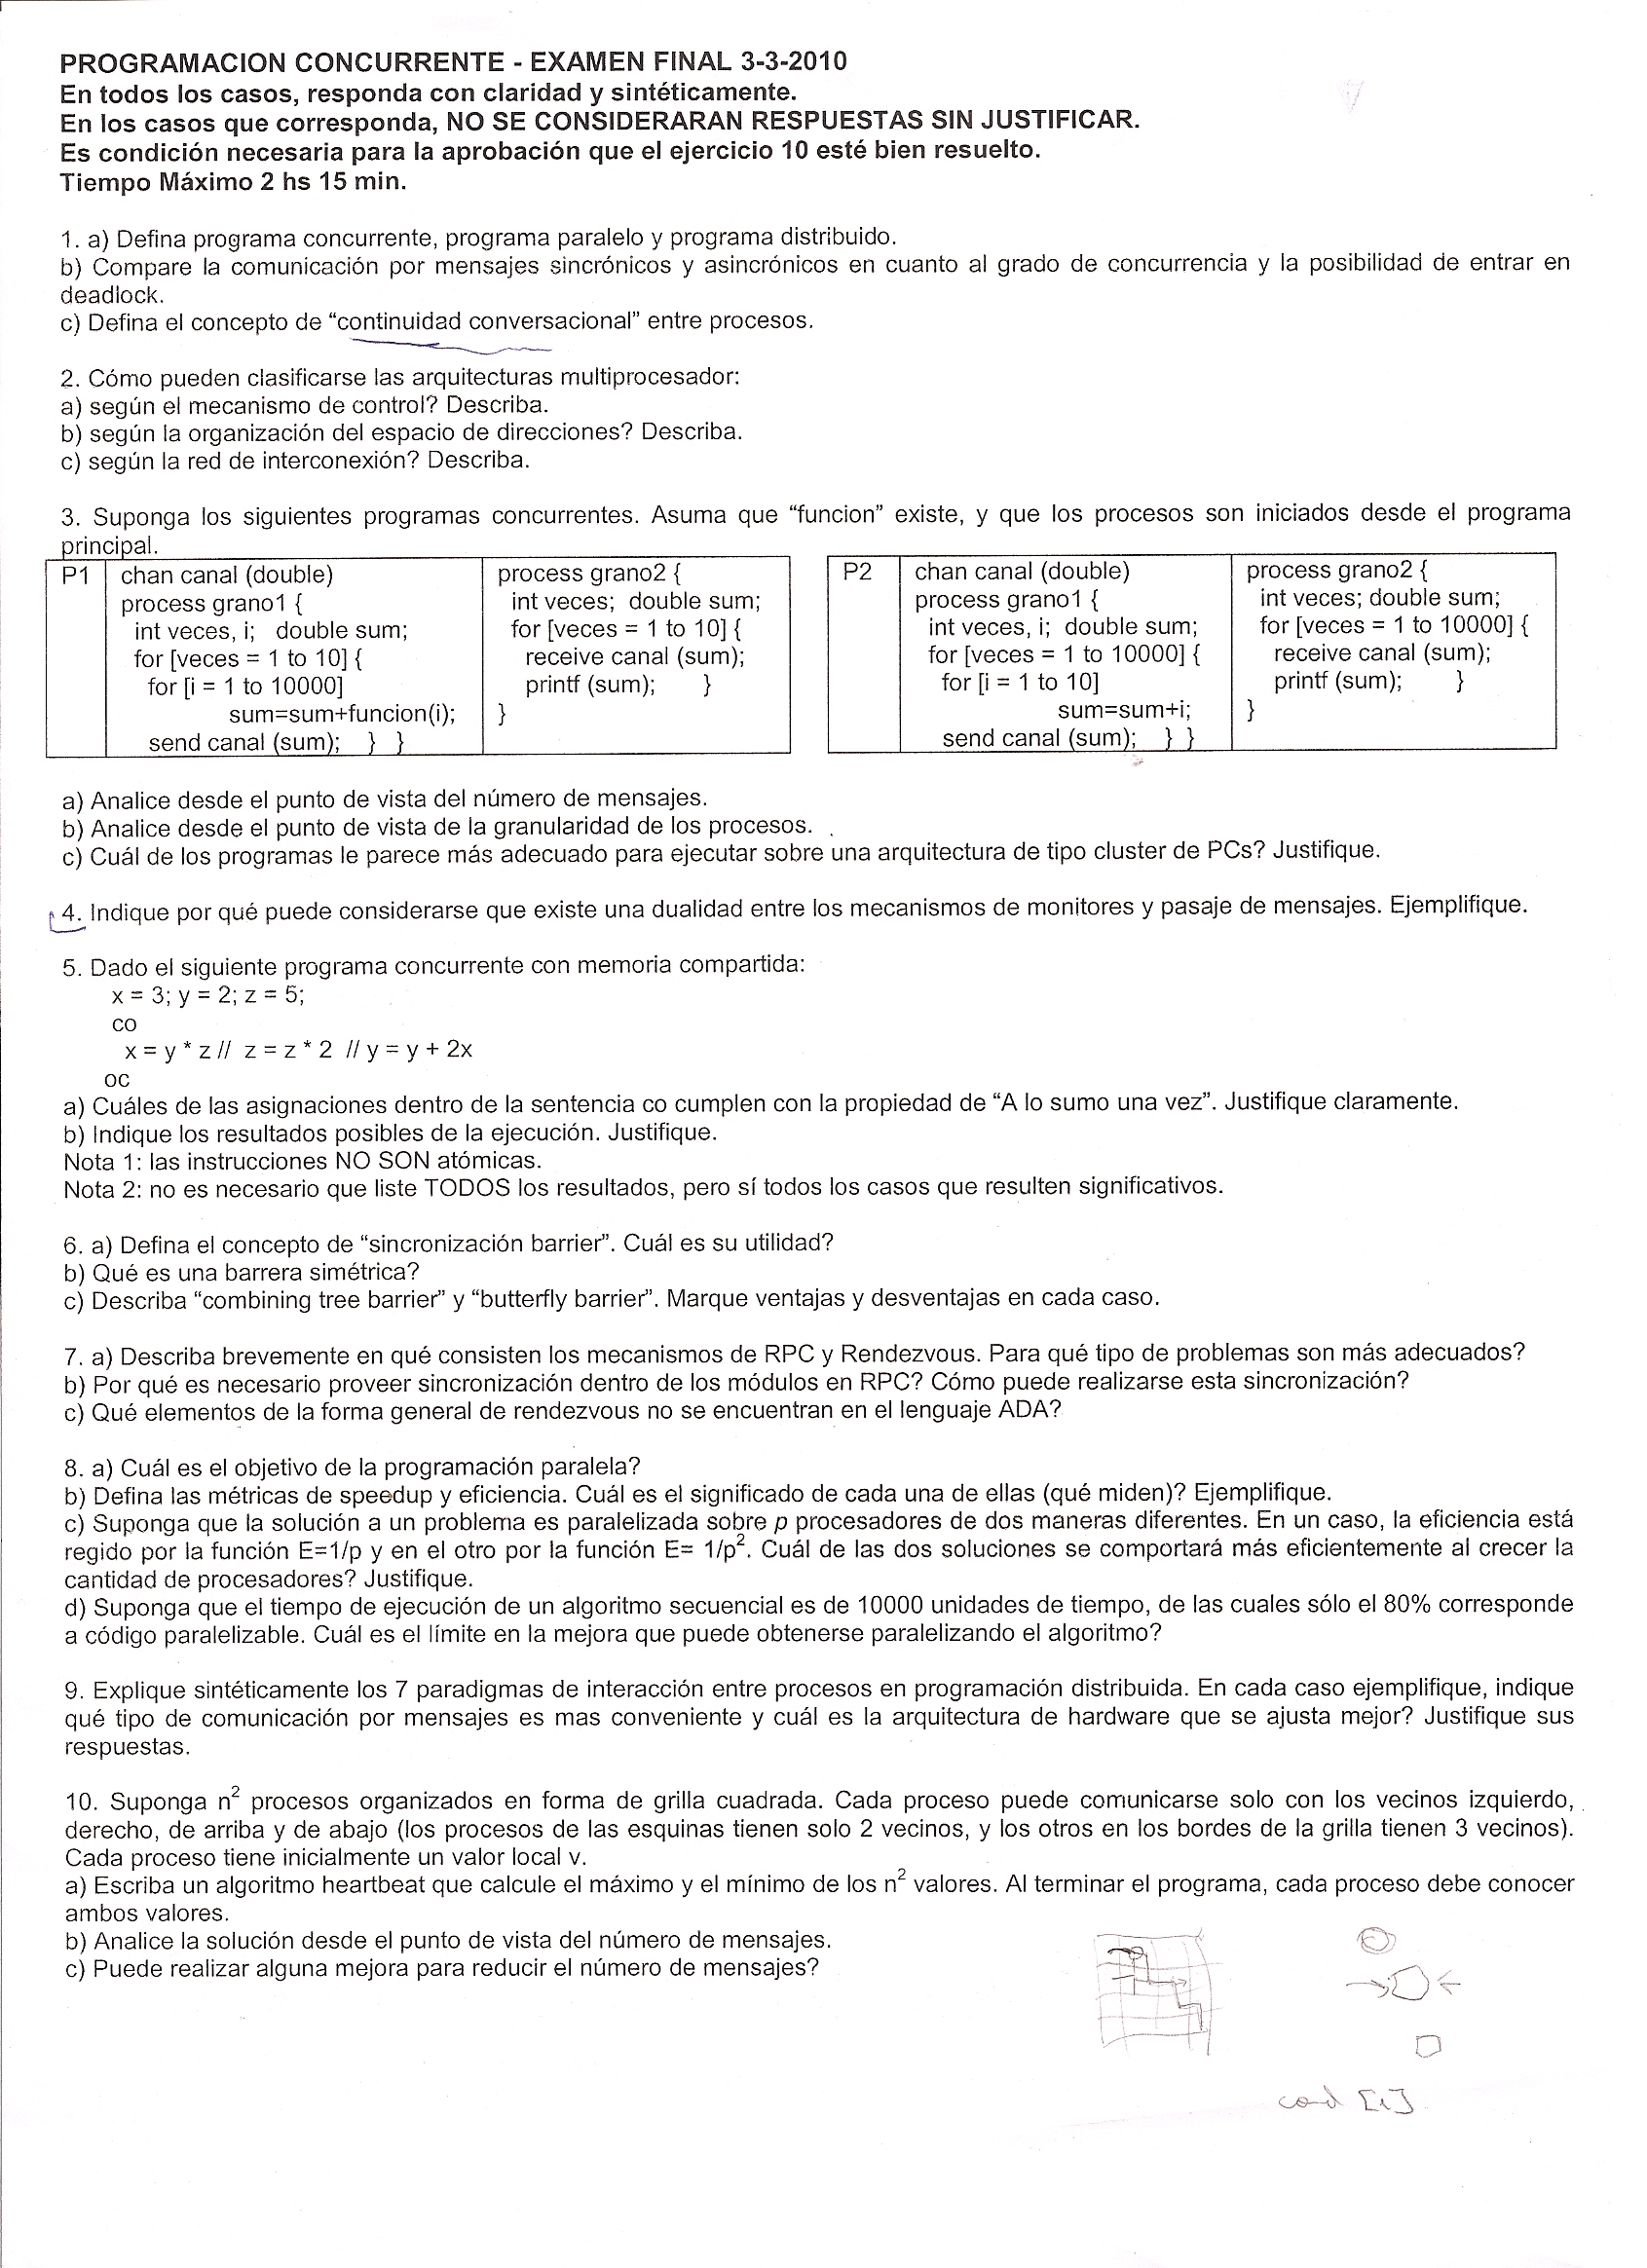 PROGRAMACION CONCURRENTE - EXAMEN FINAL 3-3-2010
En todos los casos, responda con claridad y sintéticamente.
En los casos que corresponda, NO SE CONSIDERARAN RESPUESTAS SIN JUSTIFICAR.
Es condición necesaria para la aprobación que el ejercicio 10 esté bien resuelto.
Tiempo Máximo 2 hs 15 min.
1. a) Defina programa concurrente, programa paralelo y programa distribuido.
b) Compare la comunicación por mensajes sincrónicos y asincrónicos en cuanto al grado de concurrencia y la posibilidad de entrar en
deadlock.
c) Defina el concepto de “continuidad conversacional” entre procesos.
2. Cómo pueden clasificarse las arquitecturas multiprocesador:
a) según el mecanismo de control? Describa.
b) según la organización del espacio de direcciones? Describa.
c) según la red de interconexión? Describa.
3. Suponga los siguientes programas concurrentes. Asuma que “funcion” existe, y que los procesos son iniciados desde el programa
principal.
P1
chan canal (double)
process grano1 {
int veces, i; double sum;
for [veces = 1 to 10] {
for [i = 1 to 10000]
sum=sum+funcion(i);
send canal (sum); } }
process grano2 {
int veces; double sum;
for [veces = 1 to 10] {
receive canal (sum);
printf (sum); }
}
P2
chan canal (double)
process grano1 {
int veces, i; double sum;
for [veces = 1 to 10000] {
for [i = 1 to 10]
sum=sum+i;
send canal (sum); } }
process grano2 {
int veces; double sum;
for [veces = 1 to 10000] {
receive canal (sum);
printf (sum); }
}
a) Analice desde el punto de vista del número de mensajes.
b) Analice desde el punto de vista de la granularidad de los procesos.
c) Cuál de los programas le parece más adecuado para ejecutar sobre una arquitectura de tipo cluster de PCs? Justifique.
4. Indique por qué puede considerarse que existe una dualidad entre los mecanismos de monitores y pasaje de mensajes. Ejemplifique.
5. Dado el siguiente programa concurrente con memoria compartida:
x = 3; y = 2; z = 5;
co
x = y * z // z = z * 2 // y = y + 2x
oc
a) Cuáles de las asignaciones dentro de la sentencia co cumplen con la propiedad de “A lo sumo una vez”. Justifique claramente.
b) Indique los resultados posibles de la ejecución. Justifique.
Nota 1: las instrucciones NO SON atómicas.
Nota 2: no es necesario que liste TODOS los resultados, pero sí todos los casos que resulten significativos.
6. a) Defina el concepto de “sincronización barrier”. Cuál es su utilidad?
b) Qué es una barrera simétrica?
c) Describa “combining tree barrier” y “butterfly barrier”. Marque ventajas y desventajas en cada caso.
7. a) Describa brevemente en qué consisten los mecanismos de RPC y Rendezvous. Para qué tipo de problemas son más adecuados?
b) Por qué es necesario proveer sincronización dentro de los módulos en RPC? Cómo puede realizarse esta sincronización?
c) Qué elementos de la forma general de rendezvous no se encuentran en el lenguaje ADA?
8. a) Cuál es el objetivo de la programación paralela?
b) Defina las métricas de speedup y eficiencia. Cuál es el significado de cada una de ellas (qué miden)? Ejemplifique.
c) Suponga que la solución a un problema es paralelizada sobre p procesadores de dos maneras diferentes. En un caso, la eficiencia está
regido por la función E=1/p y en el otro por la función E= 1/p². Cuál de las dos soluciones se comportará más eficientemente al crecer la
cantidad de procesadores? Justifique.
d) Suponga que el tiempo de ejecución de un algoritmo secuencial es de 10000 unidades de tiempo, de las cuales sólo el 80% corresponde
a código paralelizable. Cuál es el límite en la mejora que puede obtenerse paralelizando el algoritmo?
9. Explique sintéticamente los 7 paradigmas de interacción entre procesos en programación distribuida. En cada caso ejemplifique, indique
qué tipo de comunicación por mensajes es mas conveniente y cuál es la arquitectura de hardware que se ajusta mejor? Justifique sus
respuestas.
10. Suponga n² procesos organizados en forma de grilla cuadrada. Cada proceso puede comunicarse solo con los vecinos izquierdo,
derecho, de arriba y de abajo (los procesos de las esquinas tienen solo 2 vecinos, y los otros en los bordes de la grilla tienen 3 vecinos).
Cada proceso tiene inicialmente un valor local v.
a) Escriba un algoritmo heartbeat que calcule el máximo y el mínimo de los n² valores. Al terminar el programa, cada proceso debe conocer
ambos valores.
b) Analice la solución desde el punto de vista del número de mensajes.
c) Puede realizar alguna mejora para reducir el número de mensajes?